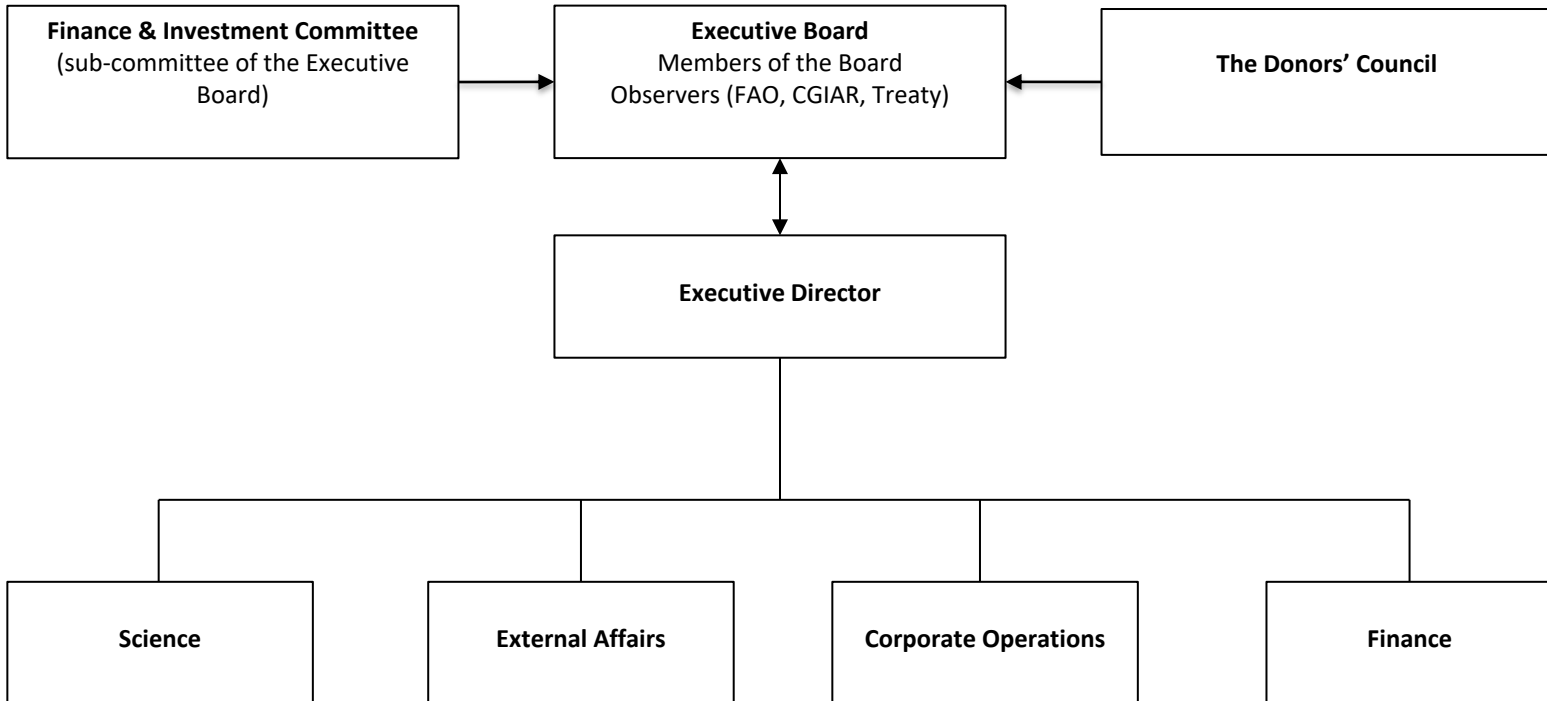 Finance & Investment Committee
(sub-committee of the Executive
Board)
Executive Board
Members of the Board
Observers (FAO, CGIAR, Treaty)
The Donors’ Council
Executive Director
Science
External Affairs
Corporate Operations
Finance